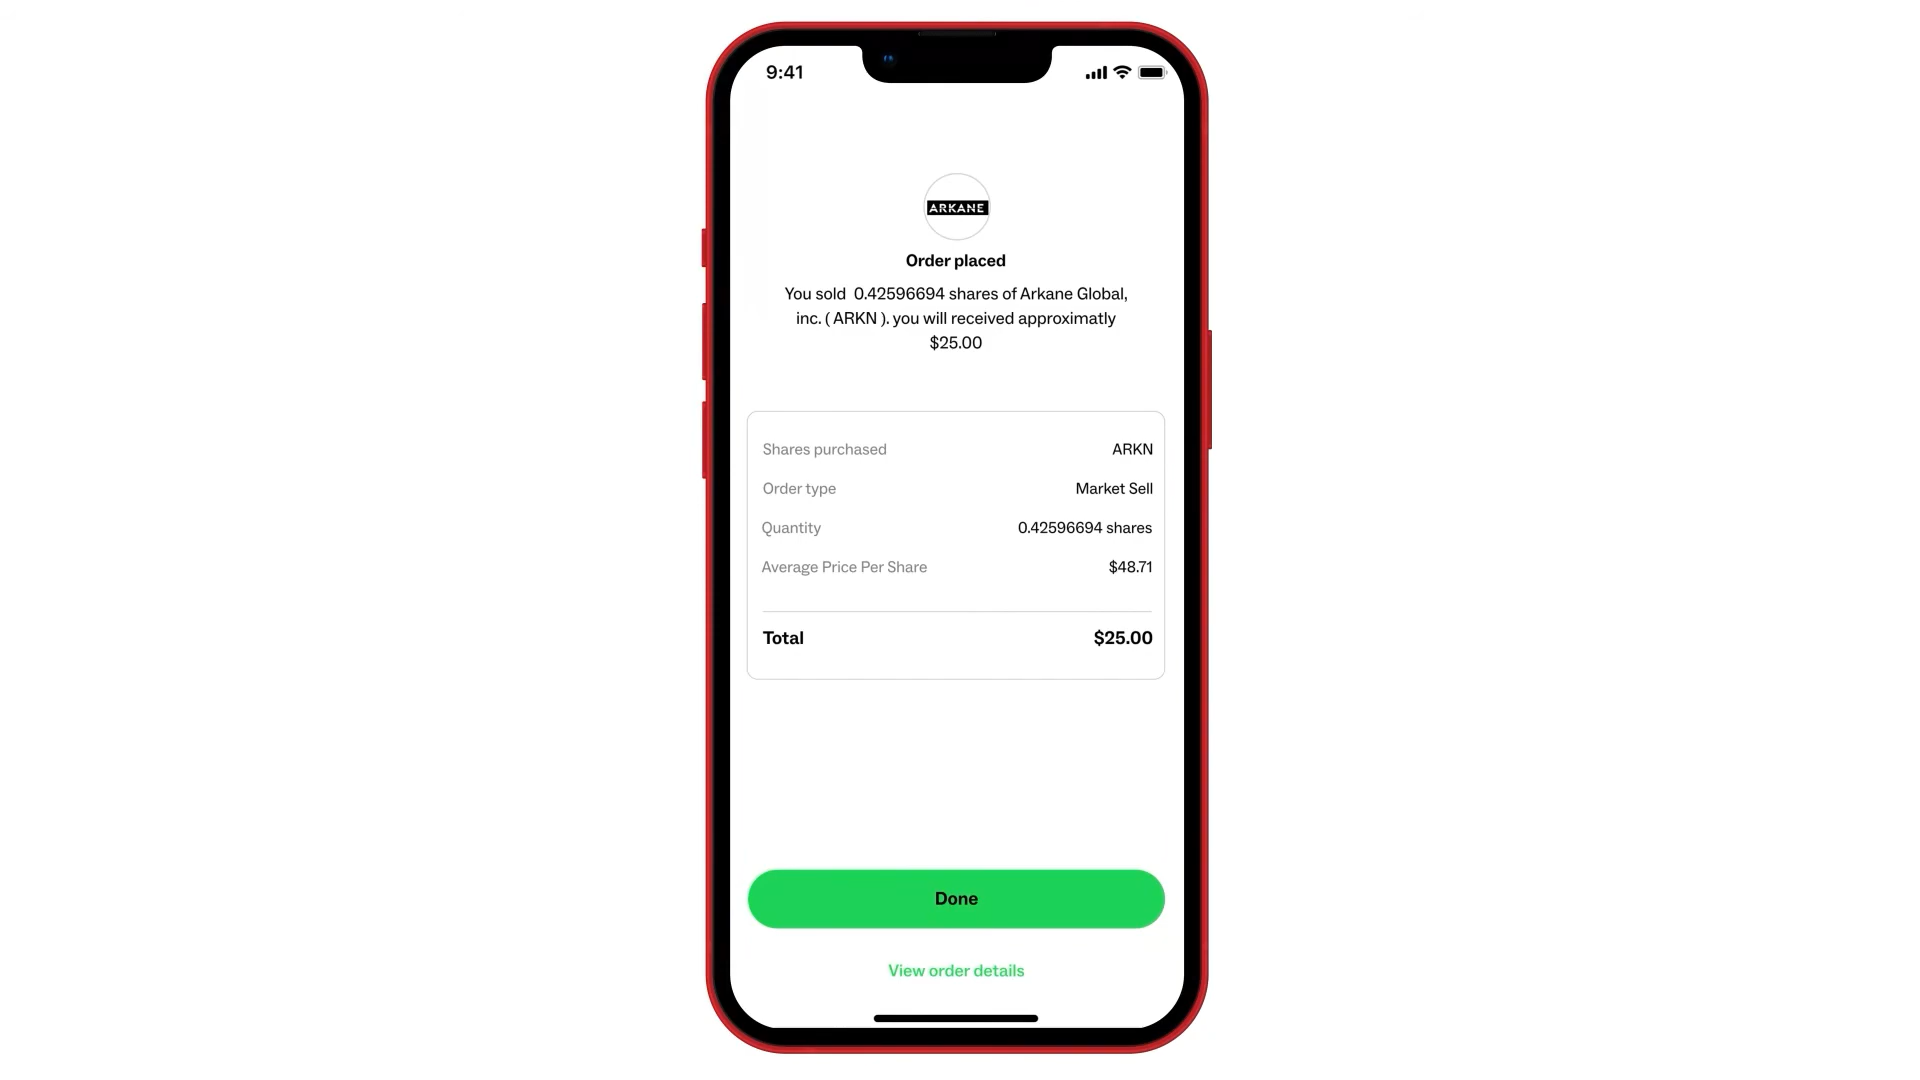 9:41
ARKANE
Order placed
You sold 0.42596694 shares of Arkane Global,
inc. ( ARKN ). you will received approximatly
$25.00
Shares purchased ARKN
Order type Market Sell
Quantity 0.42596694 shares
Average Price Per Share $48.71
Total $25.00
Done
View order details